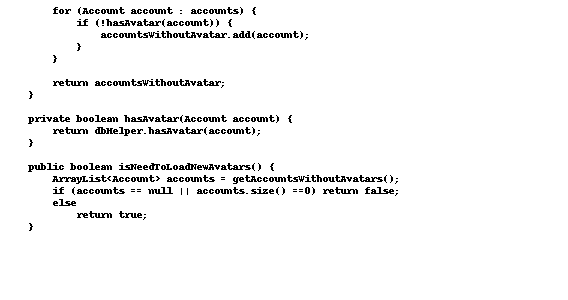 for (Account account : accounts) {
if (!hasAvatar(account)) {
accountsWithoutAvatar.add(account);
}
}
return accountsWithoutAvatar;
}
private boolean hasAvatar(Account account) {
return dbHelper.hasAvatar(account);
}
public boolean isNeedToLoadNewAvatars() {
ArrayList<Account> accounts = getAccountsWithoutAvatars();
if (accounts == null || accounts.size() ==0) return false;
else
return true;
}